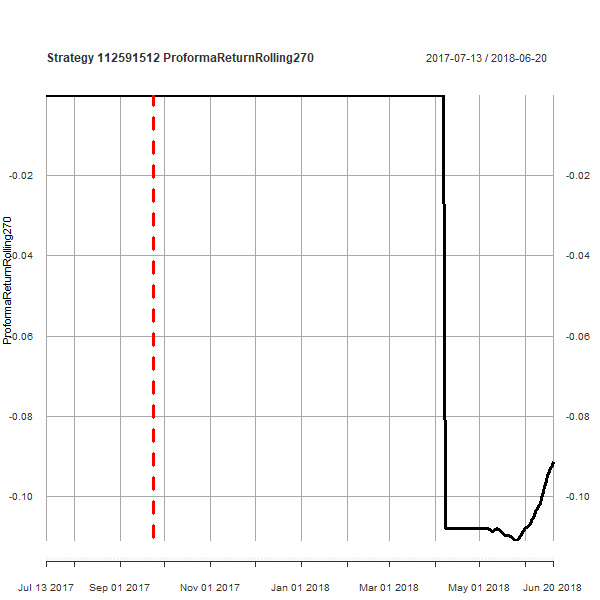 Strategy 112591512 ProformaReturnRolling270
2017-07-13 / 2018-06-20
ProformaReturnRolling270
-0.02 -0.02
-0.04 -0.04
-0.06 -0.06
-0.08 -0.08
-0.10 -0.10
Jul 13 2017 Sep 01 2017 Nov 01 2017 Jan 01 2018 Mar 01 2018 May 01 2018 Jun 20 2018